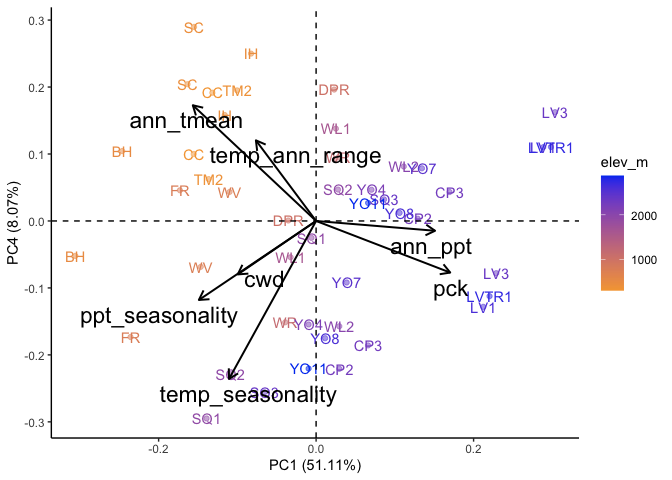 0.3
SC
IH
SC
OC
TM2
DPR
0.2
IH
LV3
ann_tmean
WL1
elev_m
BH
OC
temp_ann_range
LVTR1
0.1
WL2
YO7
TM2
FR
WV
SQ2
YO4
SQ3
CP3
2000
YO11
YO8
CP2
DPR
0.0
SQ1
ann_ppt
1000
BH
WL1
cwd
WV
LV3
YO7
pck
-0.1
LVTR1
LV1
ppt_seasonality
WR
YO4
WL2
FR
YO8
CP3
-0.2
SQ2
YO11
CP2
temp_seasonality
SQ3
SQ1
-0.3
-0.2
0.0
0.2
PC1 (51.11%)
PC4 (8.07%)